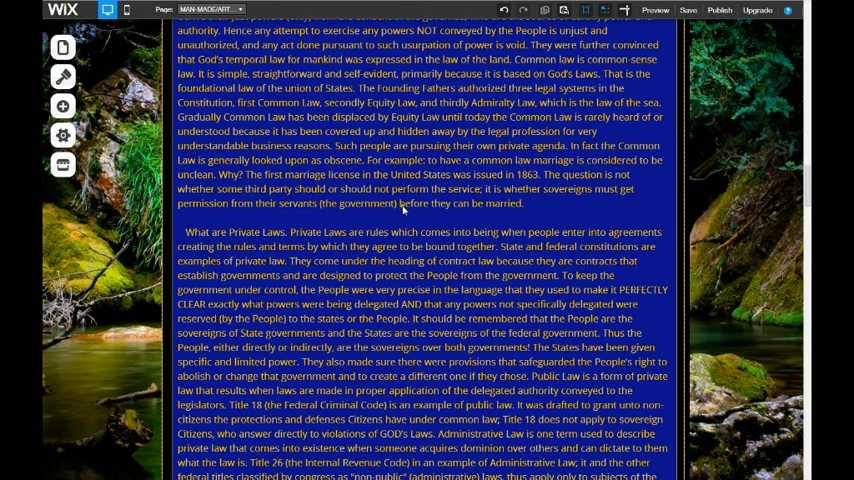 WIX
Page: MAN-MADE/ART...
Preview Save Publish Upgrade ?
authority. Hence any attempt to exercise any powers NOT conveyed by the People is unjust and
unauthorized, and any act done pursuant to such usurpation of power is void. They were further convinced
that God's temporal law for mankind was expressed in the law of the land. Common law is common-sense
law. It is simple, straightforward and self-evident, primarily because it is based on God's Laws. That is the
foundational law of the union of States. The Founding Fathers authorized three legal systems in the
Constitution, first Common Law, secondly Equity Law, and thirdly Admiralty Law, which is the law of the sea.
Gradually Common Law has been displaced by Equity Law until today the Common Law is rarely heard of or
understood because it has been covered up and hidden away by the legal profession for very
understandable business reasons. Such people are pursuing their own private agenda. In fact the Common
Law is generally looked upon as obscene. For example: to have a common law marriage is considered to be
unclean. Why? The first marriage license in the United States was issued in 1863. The question is not
whether some third party should or should not perform the service; it is whether sovereigns must get
permission from their servants (the government) before they can be married.
What are Private Laws. Private Laws are rules which comes into being when people enter into agreements
creating the rules and terms by which they agree to be bound together. State and federal constitutions are
examples of private law. They come under the heading of contract law because they are contracts that
establish governments and are designed to protect the People from the government. To keep the
government under control, the People were very precise in the language that they used to make it PERFECTLY
CLEAR exactly what powers were being delegated AND that any powers not specifically delegated were
reserved (by the People) to the states or the People. It should be remembered that the People are the
sovereigns of State governments and the States are the sovereigns of the federal government. Thus the
People, either directly or indirectly, are the sovereigns over both governments! The States have been given
specific and limited power. They also made sure there were provisions that safeguarded the People's right to
abolish or change that government and to create a different one if they chose. Public Law is a form of private
law that results when laws are made in proper application of the delegated authority conveyed to the
legislators. Title 18 (the Federal Criminal Code) is an example of public law. It was drafted to grant unto non-
citizens the protections and defenses Citizens have under common law; Title 18 does not apply to sovereign
Citizens, who answer directly to violations of GOD's Laws. Administrative Law is one term used to describe
private law that comes into existence when someone acquires dominion over others and can dictate to them
what the law is. Title 26 (the Internal Revenue Code) in an example of Administrative Law; it and the other
federal titles classified by congress as "non-public" (administrative) laws, thus apply only to subjects of the